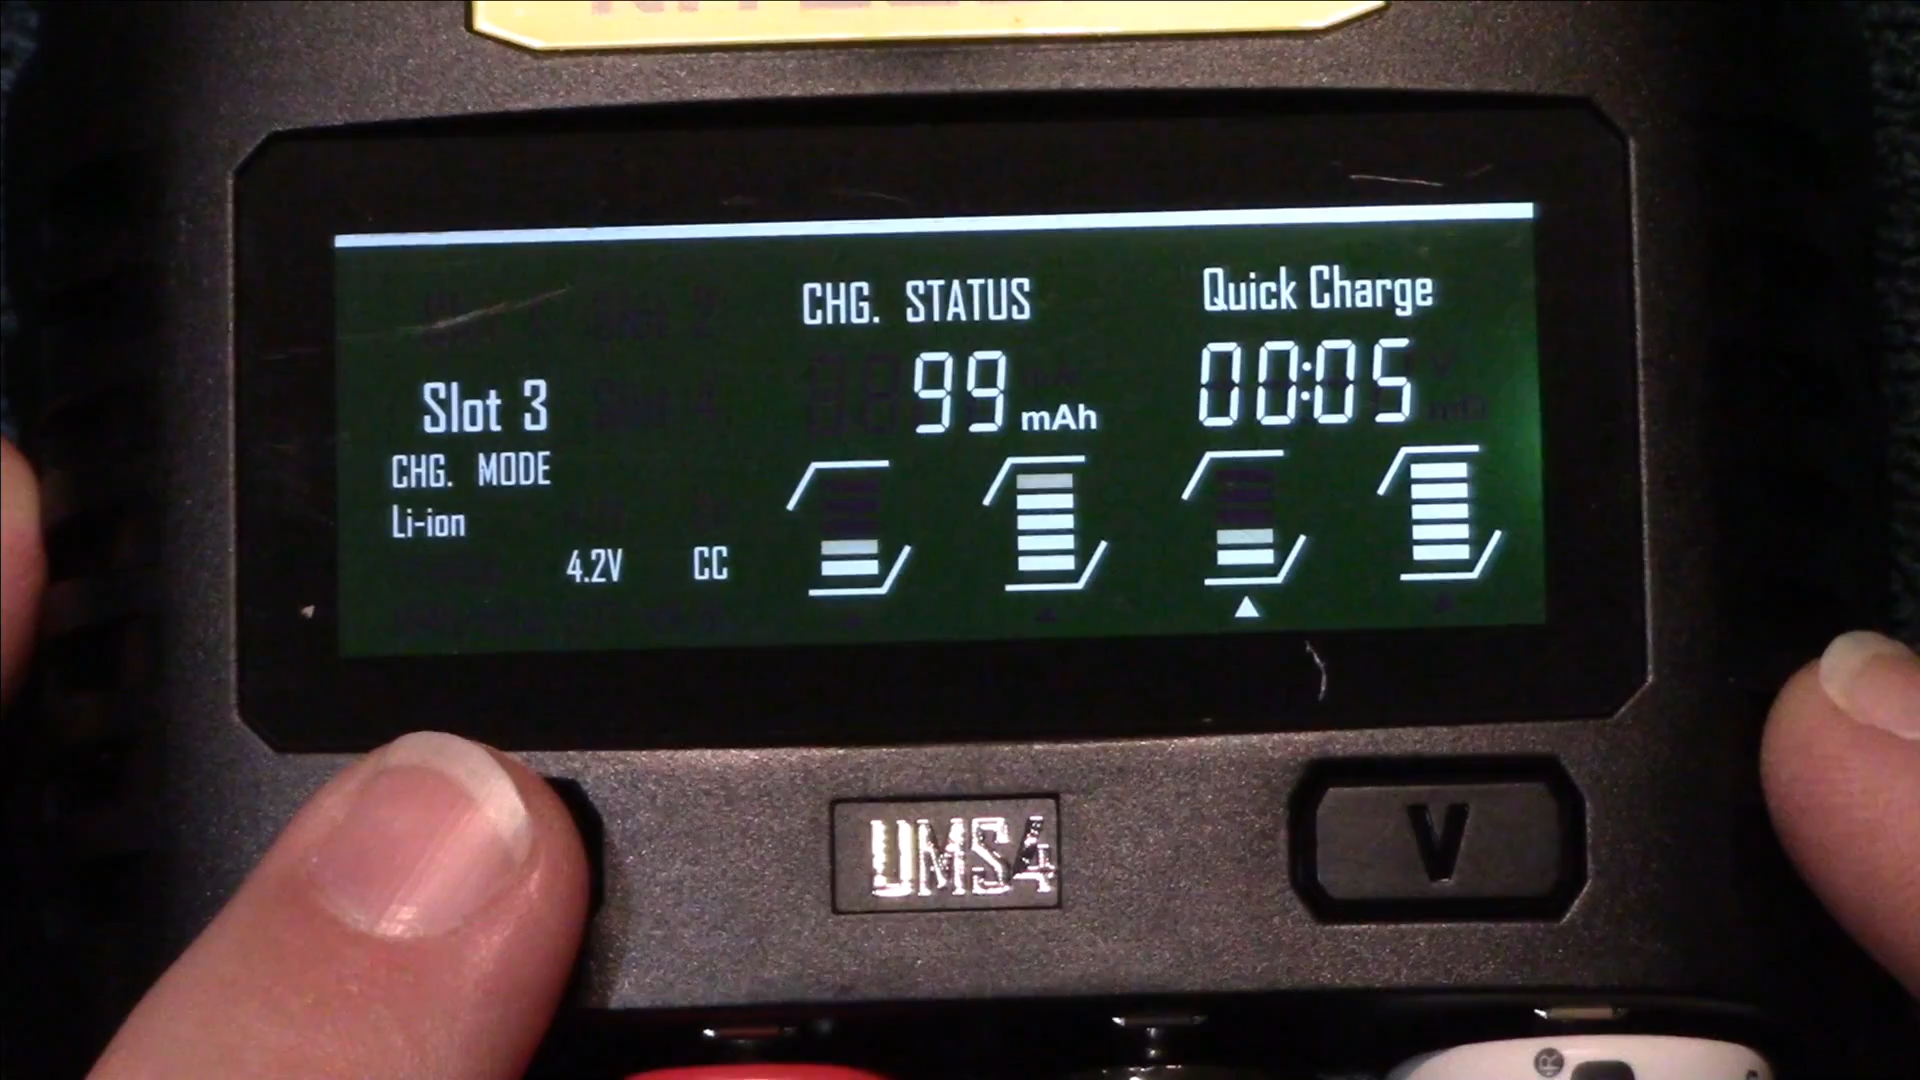 CHG. STATUS
Quick Charge
Slot 3
99 mAh
00:05
CHG. MODE
Li-ion
4.2V CC
UMS4
V